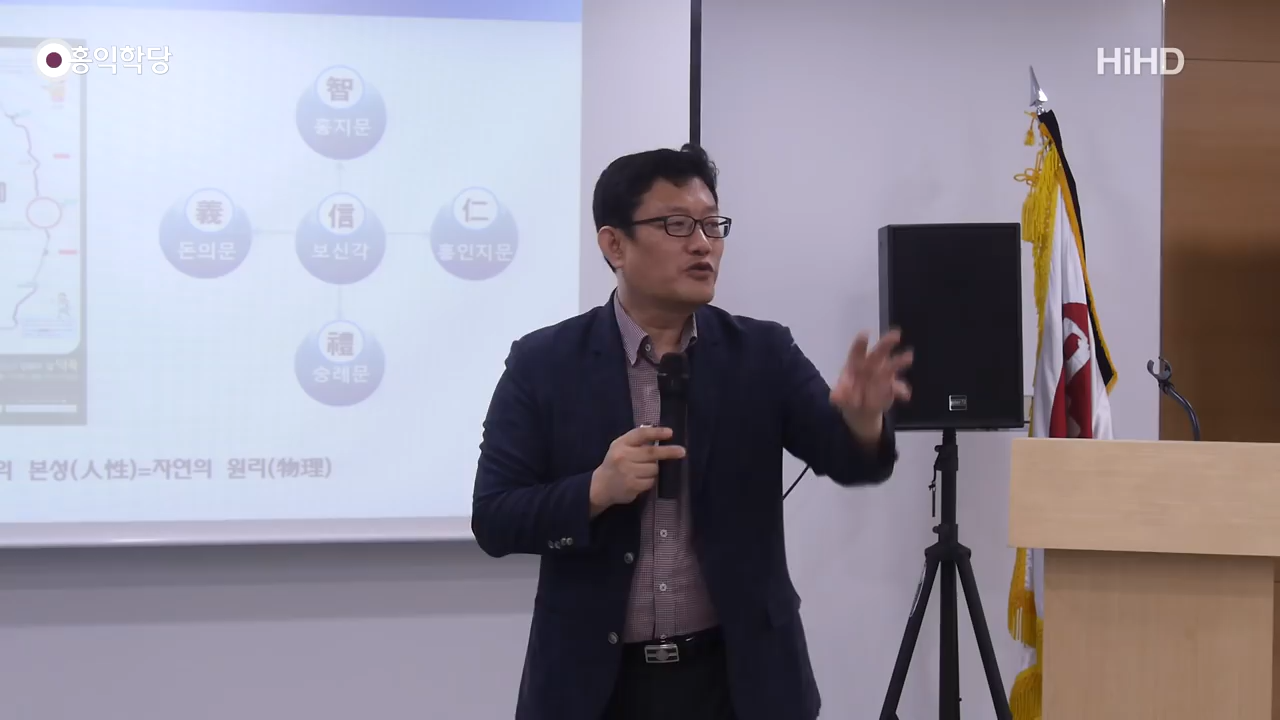 홍익학당
HiHD
智
홍지문
義
돈의문
信
보신각
仁
흥인지문
禮
숭례문
의 본성(人性)=자연의 원리(物理)